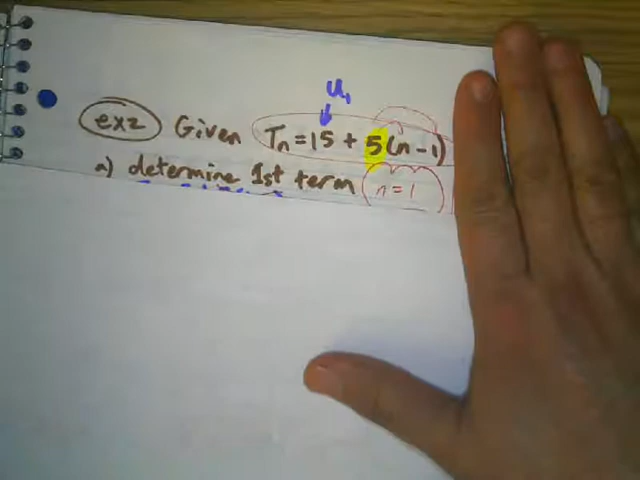 u₁
ex2 Given Tn = 15 + 5(n - 1)
a) determine 1st term n = 1